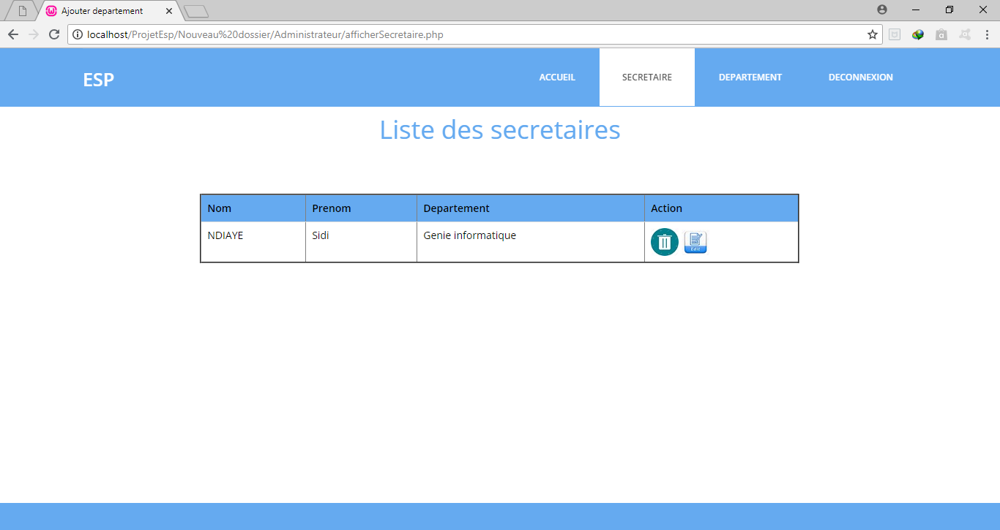 Ajouter departement
localhost/ProjetEsp/Nouveau%20dossier/Administrateur/afficherSecretaire.php
ESP ACCUEIL SECRETAIRE DEPARTEMENT DECONNEXION
Liste des secretaires
Nom Prenom Departement Action
NDIAYE Sidi Genie informatique
Edit